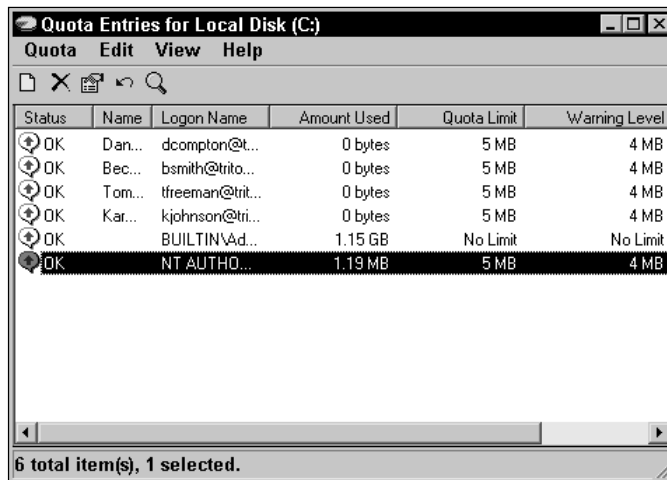 Quota Entries for Local Disk (C:)
Quota Edit View Help
Status Name Logon Name Amount Used Quota Limit Warning Level
OK Dan... dcompton@t... 0 bytes 5 MB 4 MB
OK Bec... bsmith@trito... 0 bytes 5 MB 4 MB
OK Tom... tfreeman@trit... 0 bytes 5 MB 4 MB
OK Kar... kjohnson@tri... 0 bytes 5 MB 4 MB
OK BUILTIN\Ad... 1.15 GB No Limit No Limit
OK NT AUTHO... 1.19 MB 5 MB 4 MB
6 total item(s), 1 selected.